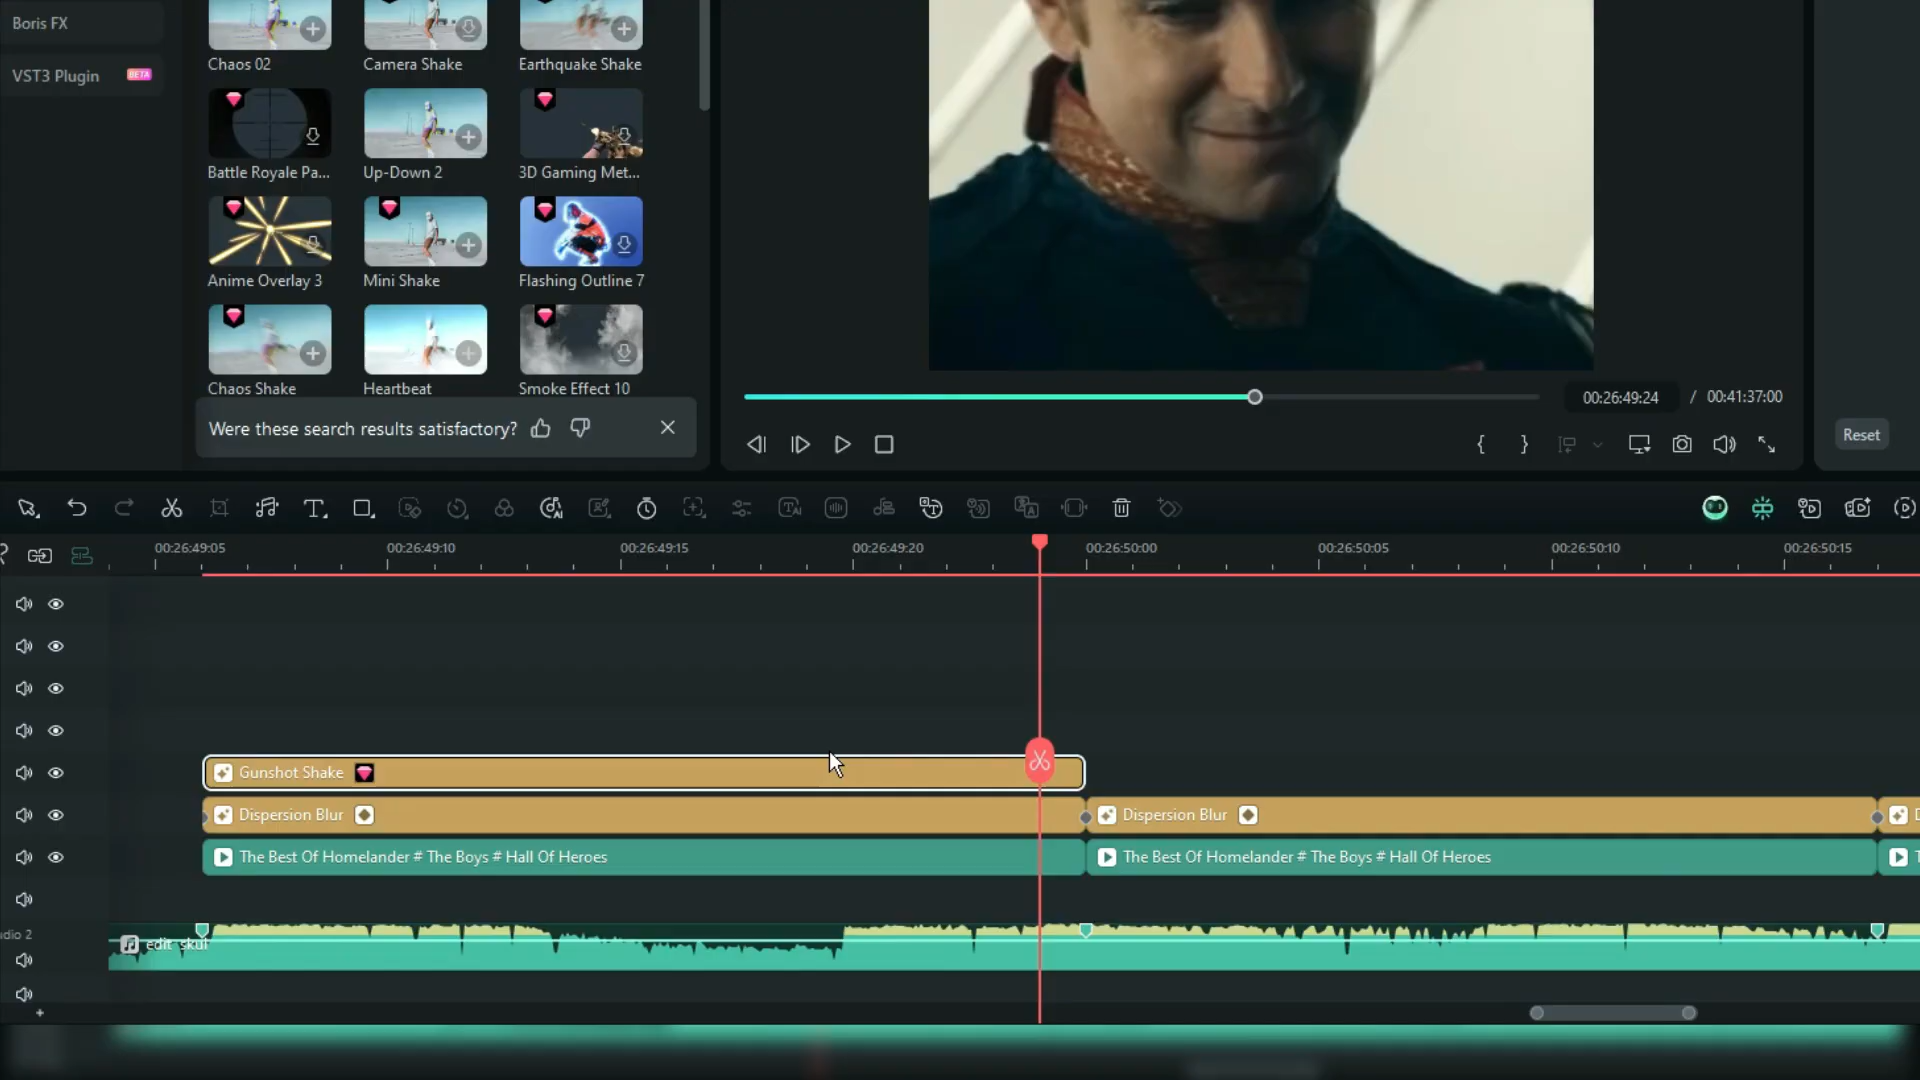 Boris FX
VST3 Plugin BETA
Chaos 02
Camera Shake
Earthquake Shake
Battle Royale Pa...
Up-Down 2
3D Gaming Met...
Anime Overlay 3
Mini Shake
Flashing Outline 7
Chaos Shake
Heartbeat
Smoke Effect 10
Were these search results satisfactory?
00:26:49:24 / 00:41:37:00
Reset
00:26:49:05
00:26:49:10
00:26:49:15
00:26:49:20
00:26:50:00
00:26:50:05
00:26:50:10
00:26:50:15
Gunshot Shake
Dispersion Blur
Dispersion Blur
The Best Of Homelander # The Boys # Hall Of Heroes
The Best Of Homelander # The Boys # Hall Of Heroes
dio 2
edit skul